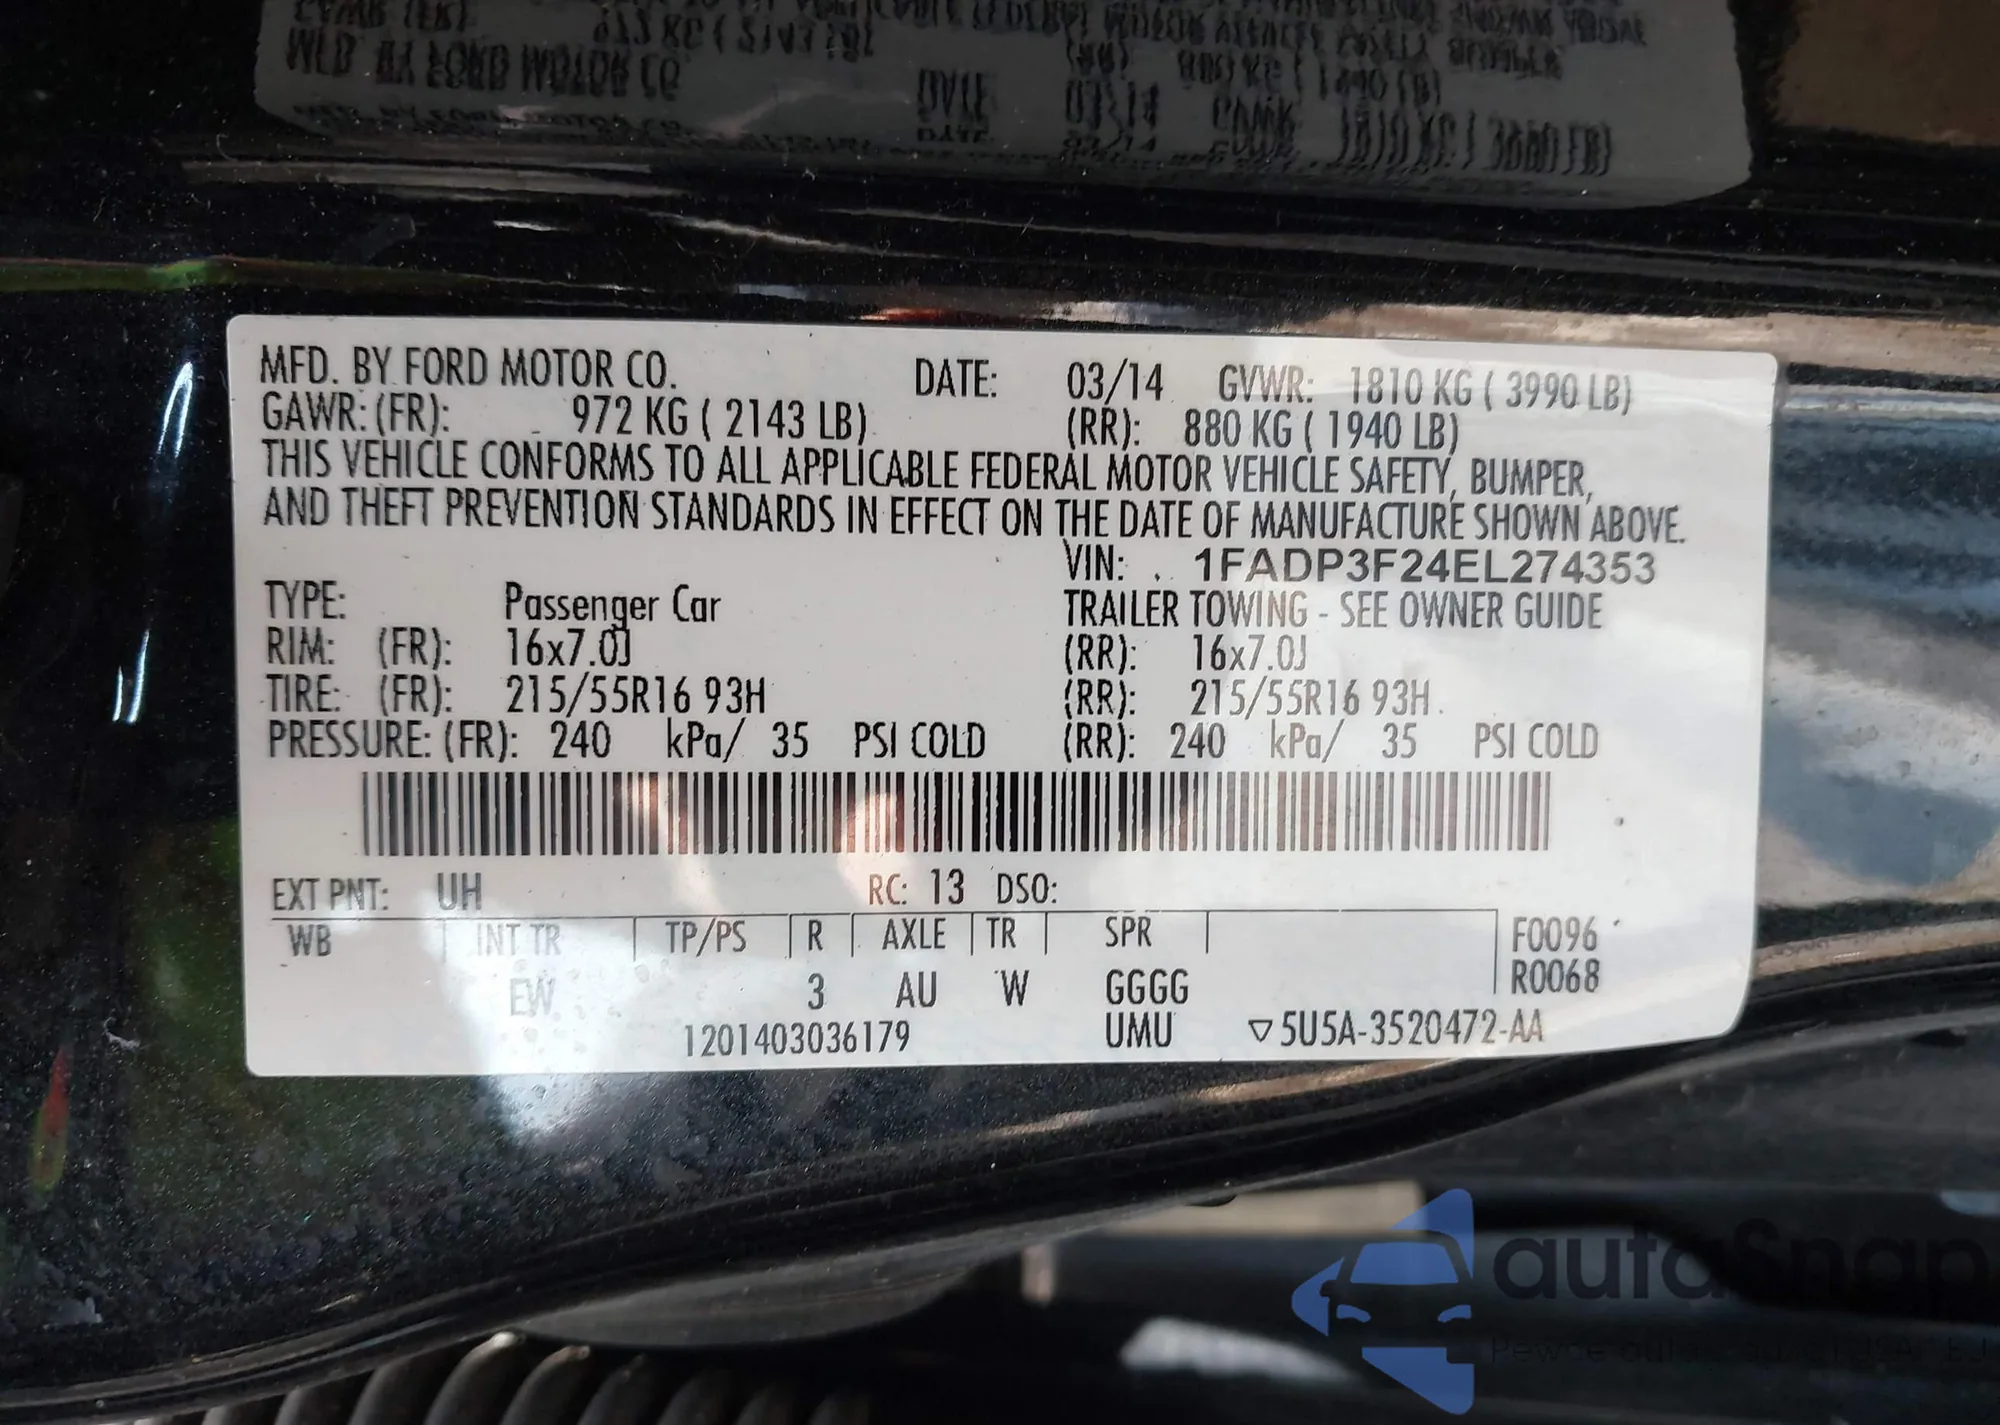 MFD. BY FORD MOTOR CO. DATE: 03/14 GVWR: 1810 KG ( 3990 LB)
GAWR: (FR): 972 KG ( 2143 LB) (RR): 880 KG ( 1940 LB)
THIS VEHICLE CONFORMS TO ALL APPLICABLE FEDERAL MOTOR VEHICLE SAFETY, BUMPER,
AND THEFT PREVENTION STANDARDS IN EFFECT ON THE DATE OF MANUFACTURE SHOWN ABOVE.
VIN: 1FADP3F24EL274353
TYPE: Passenger Car TRAILER TOWING - SEE OWNER GUIDE
RIM: (FR): 16x7.0J (RR): 16x7.0J
TIRE: (FR): 215/55R16 93H (RR): 215/55R16 93H
PRESSURE: (FR): 240 kPa/ 35 PSI COLD (RR): 240 kPa/ 35 PSI COLD
EXT PNT: UH RC: 13 DSO:
WB INT TR TP/PS R AXLE TR SPR F0096
EW 3 AU W GGGG R0068
1201403036179 UMU ▽5U5A-3520472-AA
autoSnap